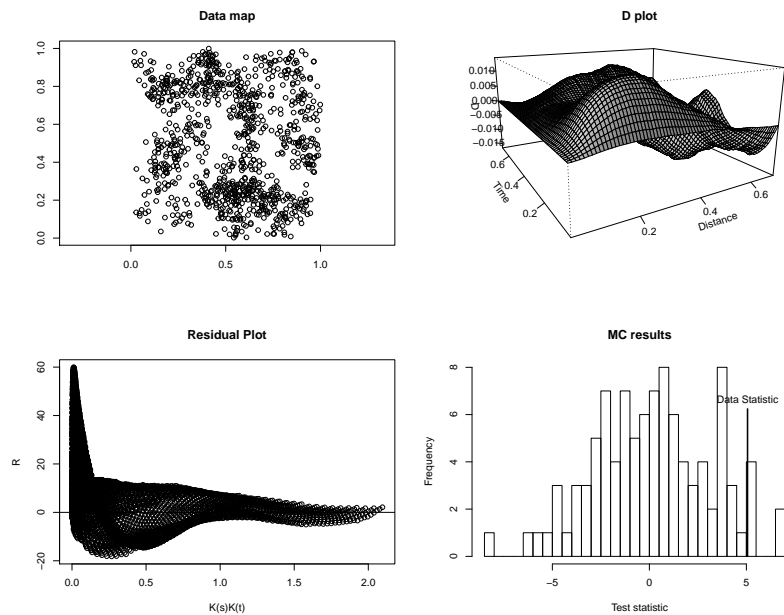 Data map
1.0
0.8
0.6
0.4
0.2
0.0
0.0 0.5 1.0
D plot
0.010
0.005
0.000
−0.005
−0.010
−0.015
D
0.6
0.4
0.2
Time
0.2
0.4
0.6
Distance
Residual Plot
60
40
20
0
−20
R
0.0 0.5 1.0 1.5 2.0
K(s)K(t)
MC results
8
6
4
2
0
Frequency
Data Statistic
−5 0 5
Test statistic